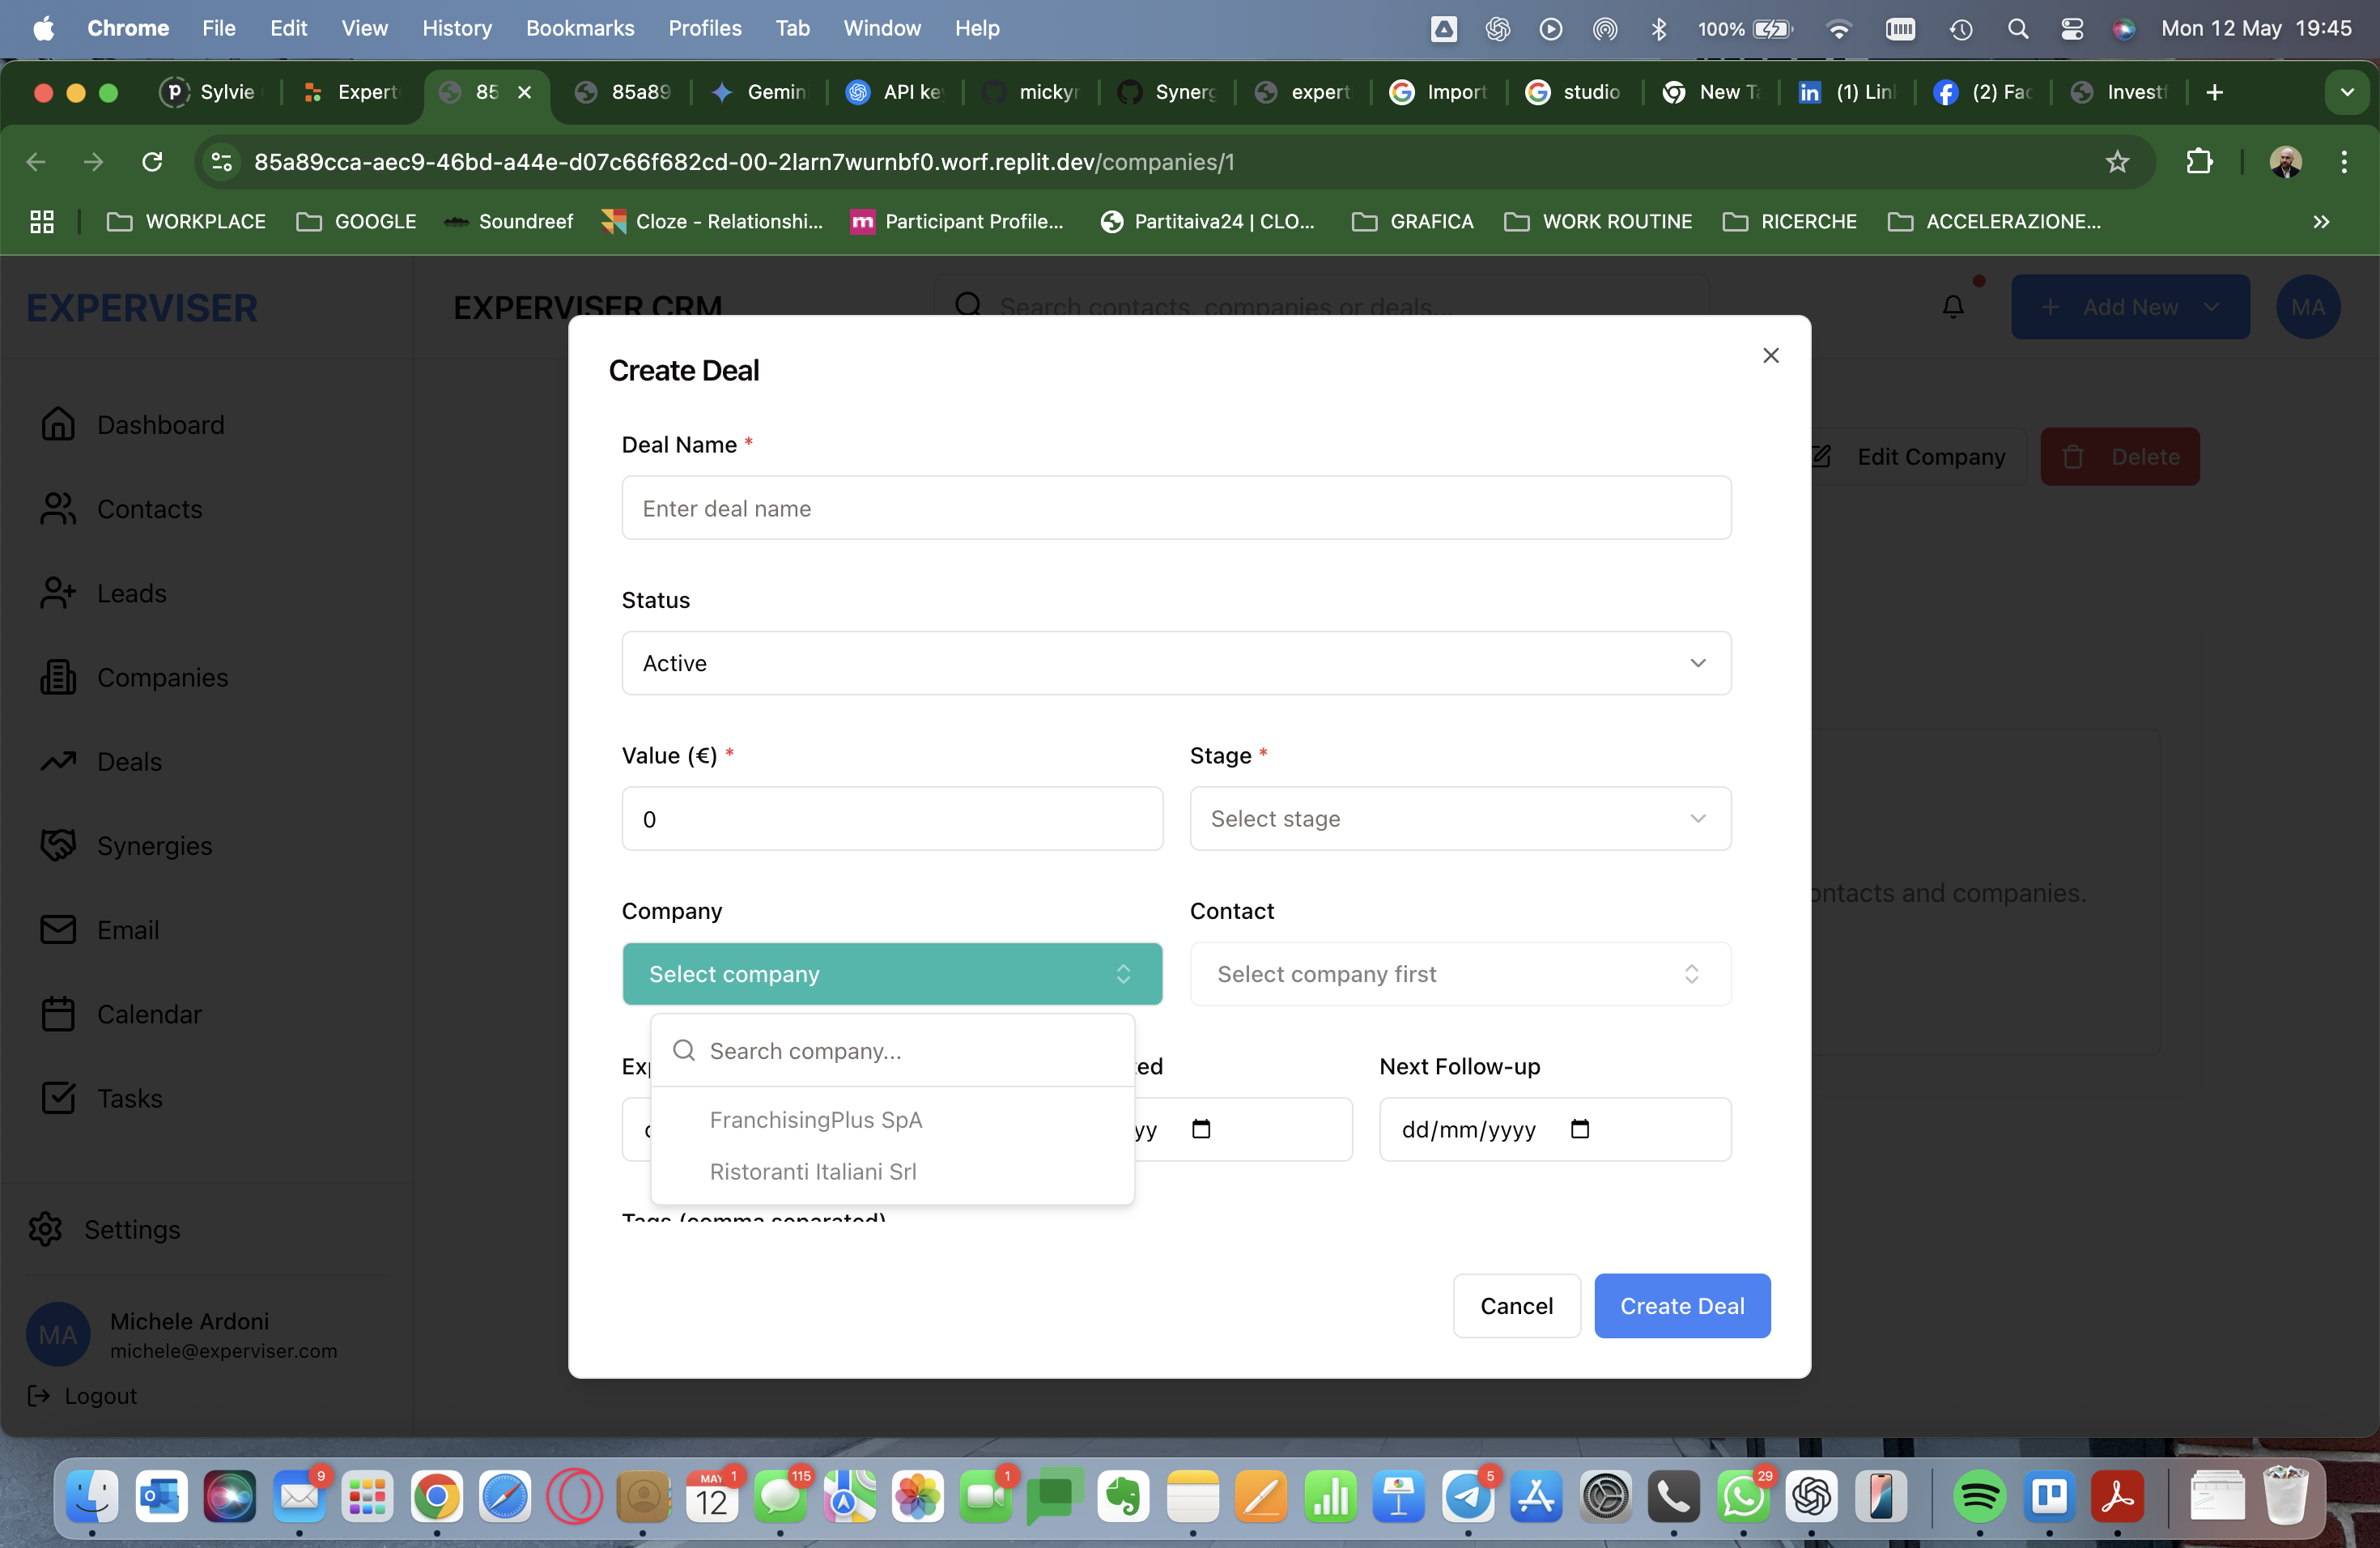 Chrome File Edit View History Bookmarks Profiles Tab Window Help 100% Mon 12 May 19:45
Sylvie Expert 85 85a89 Gemin API ke mickyr Synerg expert Import studio New Ta (1) Lin (2) Fac Investf
85a89cca-aec9-46bd-a44e-d07c66f682cd-00-2larn7wurnbf0.worf.replit.dev/companies/1
WORKPLACE GOOGLE Soundreef Cloze - Relationshi... Participant Profile... Partitaiva24 | CLO... GRAFICA WORK ROUTINE RICERCHE ACCELERAZIONE...
EXPERVISER
EXPERVISER CRM
Search contacts, companies or deals...
Add New
MA
Dashboard
Contacts
Leads
Companies
Deals
Synergies
Email
Calendar
Tasks
Settings
MA
Michele Ardoni
michele@experviser.com
Logout
Edit Company
Delete
ontacts and companies.
Create Deal
Deal Name *
Enter deal name
Status
Active
Value (€) * Stage *
0 Select stage
Company Contact
Select company Select company first
Search company...
FranchisingPlus SpA
Ristoranti Italiani Srl
Exp ted Next Follow-up
yy dd/mm/yyyy
Tags (comma separated)
Cancel Create Deal
9 MAY 1 12 115 1 5 29